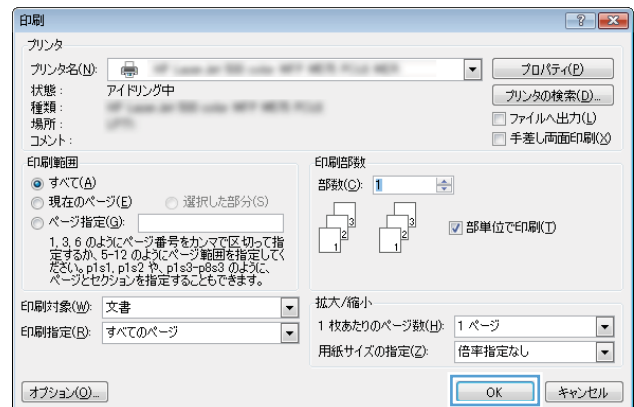 印刷
プリンタ
プリンタ名(N):
プロパティ(P)
状態： アイドリング中
プリンタの検索(D)...
種類：
ファイルへ出力(L)
場所：
手差し両面印刷(X)
コメント：
印刷範囲
すべて(A)
現在のページ(E) 選択した部分(S)
ページ指定(G):
1, 3, 6 のようにページ番号をカンマで区切って指
定するか、5-12 のようにページ範囲を指定してく
ださい。p1s1, p1s2 や、p1s3-p8s3 のように、
ページとセクションを指定することもできます。
印刷部数
部数(C): 1
3 3
2 2
1 1
部単位で印刷(T)
印刷対象(W): 文書
印刷指定(R): すべてのページ
拡大/縮小
1 枚あたりのページ数(H): 1 ページ
用紙サイズの指定(Z): 倍率指定なし
オプション(O)...
OK キャンセル